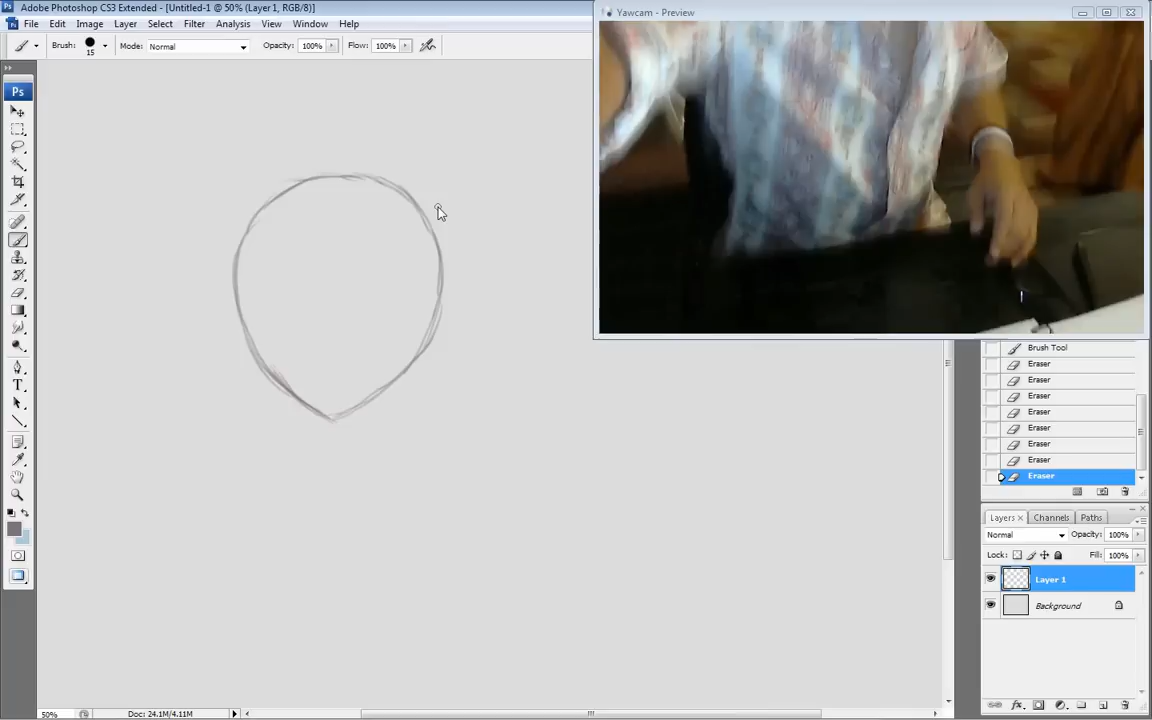 Adobe Photoshop CS3 Extended - [Untitled-1 @ 50% (Layer 1, RGB/8)]
Yawcam - Preview
File Edit Image Layer Select Filter Analysis View Window Help
Brush: 15 Mode: Normal Opacity: 100% Flow: 100%
Ps
T
Brush Tool
Eraser
Eraser
Eraser
Eraser
Eraser
Eraser
Eraser
Eraser
Layers Channels Paths
Normal Opacity: 100%
Lock: Fill: 100%
Layer 1
Background
50% Doc: 24.1M/4.11M